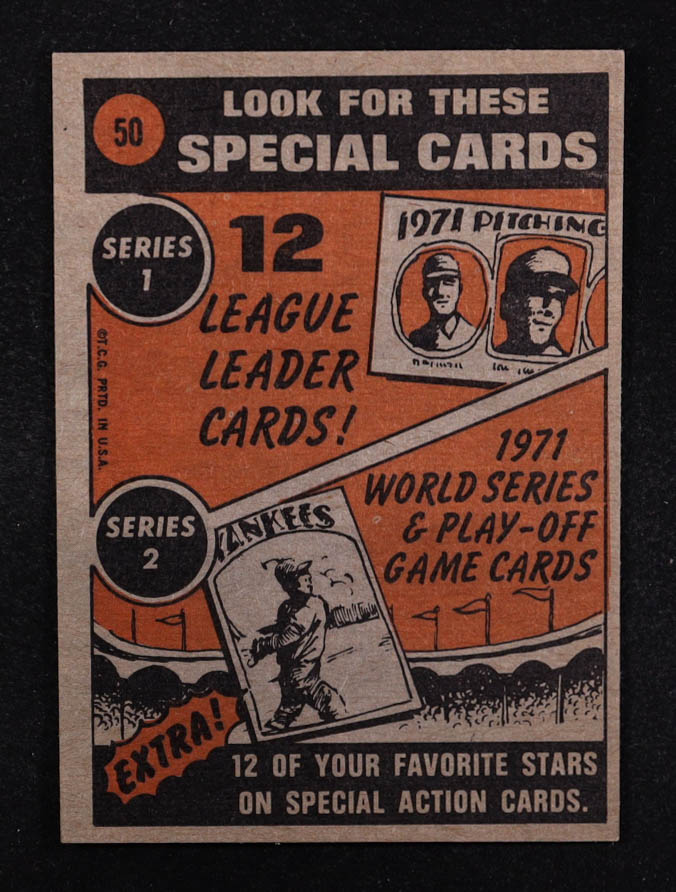 50
LOOK FOR THESE
SPECIAL CARDS
SERIES
1
12
LEAGUE
LEADER
CARDS!
1971 PITCHING
©T.C.G. PRTD. IN U.S.A.
1971
WORLD SERIES
& PLAY-OFF
GAME CARDS
SERIES
2
YANKEES
EXTRA!
12 OF YOUR FAVORITE STARS
ON SPECIAL ACTION CARDS.